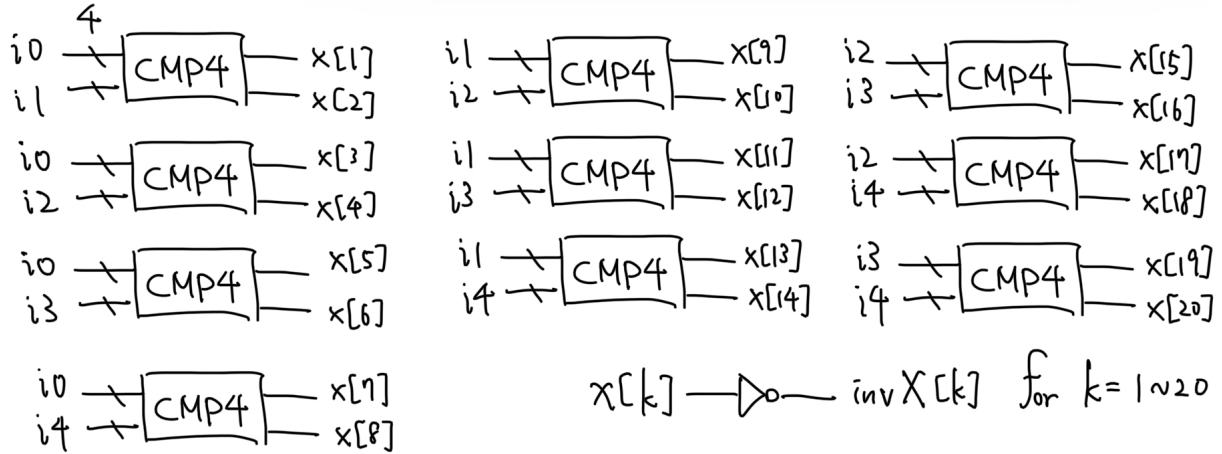 4
i0 CMP4 x[1]
i1 x[2]
i0 CMP4 x[3]
i2 x[4]
i0 CMP4 x[5]
i3 x[6]
i0 CMP4 x[7]
i4 x[8]
i1 CMP4 x[9]
i2 x[10]
i1 CMP4 x[11]
i3 x[12]
i1 CMP4 x[13]
i4 x[14]
i2 CMP4 x[15]
i3 x[16]
i2 CMP4 x[17]
i4 x[18]
i3 CMP4 x[19]
i4 x[20]
x[k] inv X[k] for k = 1~20